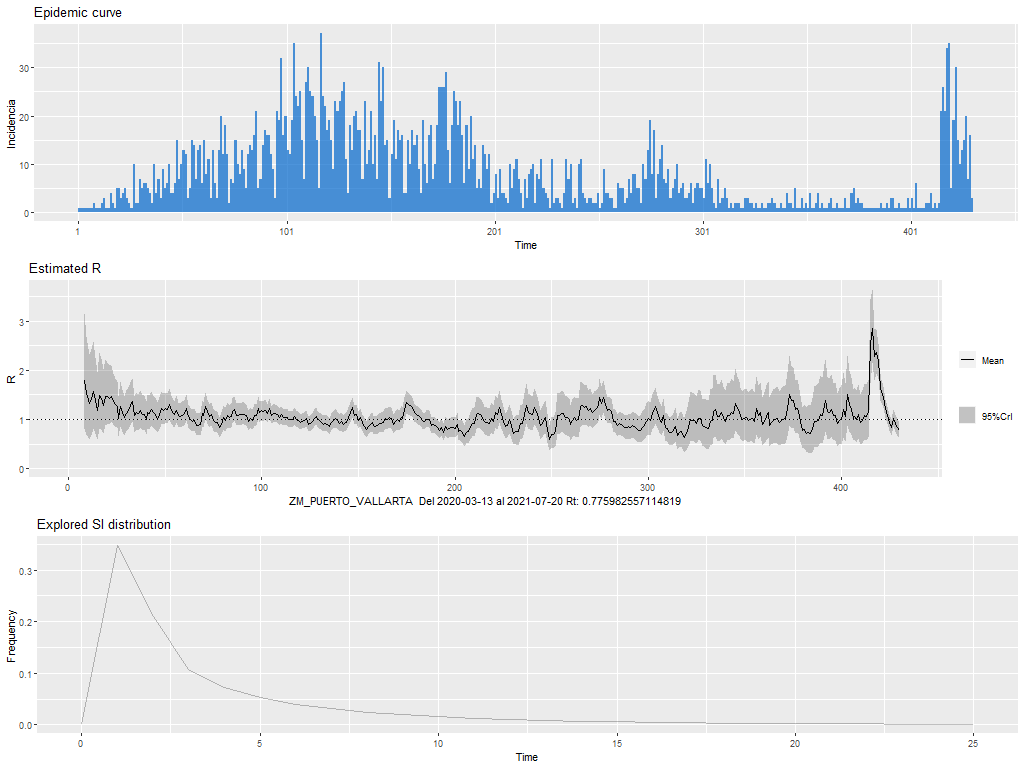 Epidemic curve
30
20
10
0
Incidencia
1
101
201
301
401
Time
Estimated R
3
2
1
0
R
0
100
200
300
400
ZM_PUERTO_VALLARTA Del 2020-03-13 al 2021-07-20 Rt: 0.775982557114819
Mean
95%CrI
Explored SI distribution
0.3
0.2
0.1
0.0
Frequency
0
5
10
15
20
25
Time